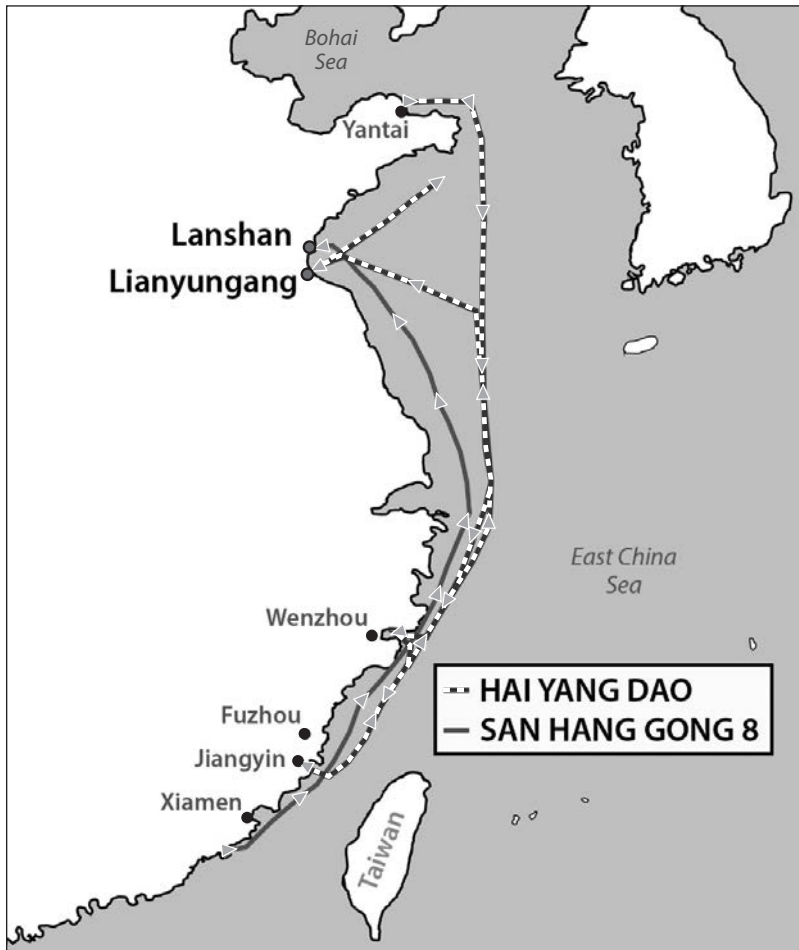 Bohai
Sea
Yantai
Lanshan
Lianyungang
East China
Sea
Wenzhou
HAI YANG DAO
SAN HANG GONG 8
Fuzhou
Jiangyin
Xiamen
Taiwan